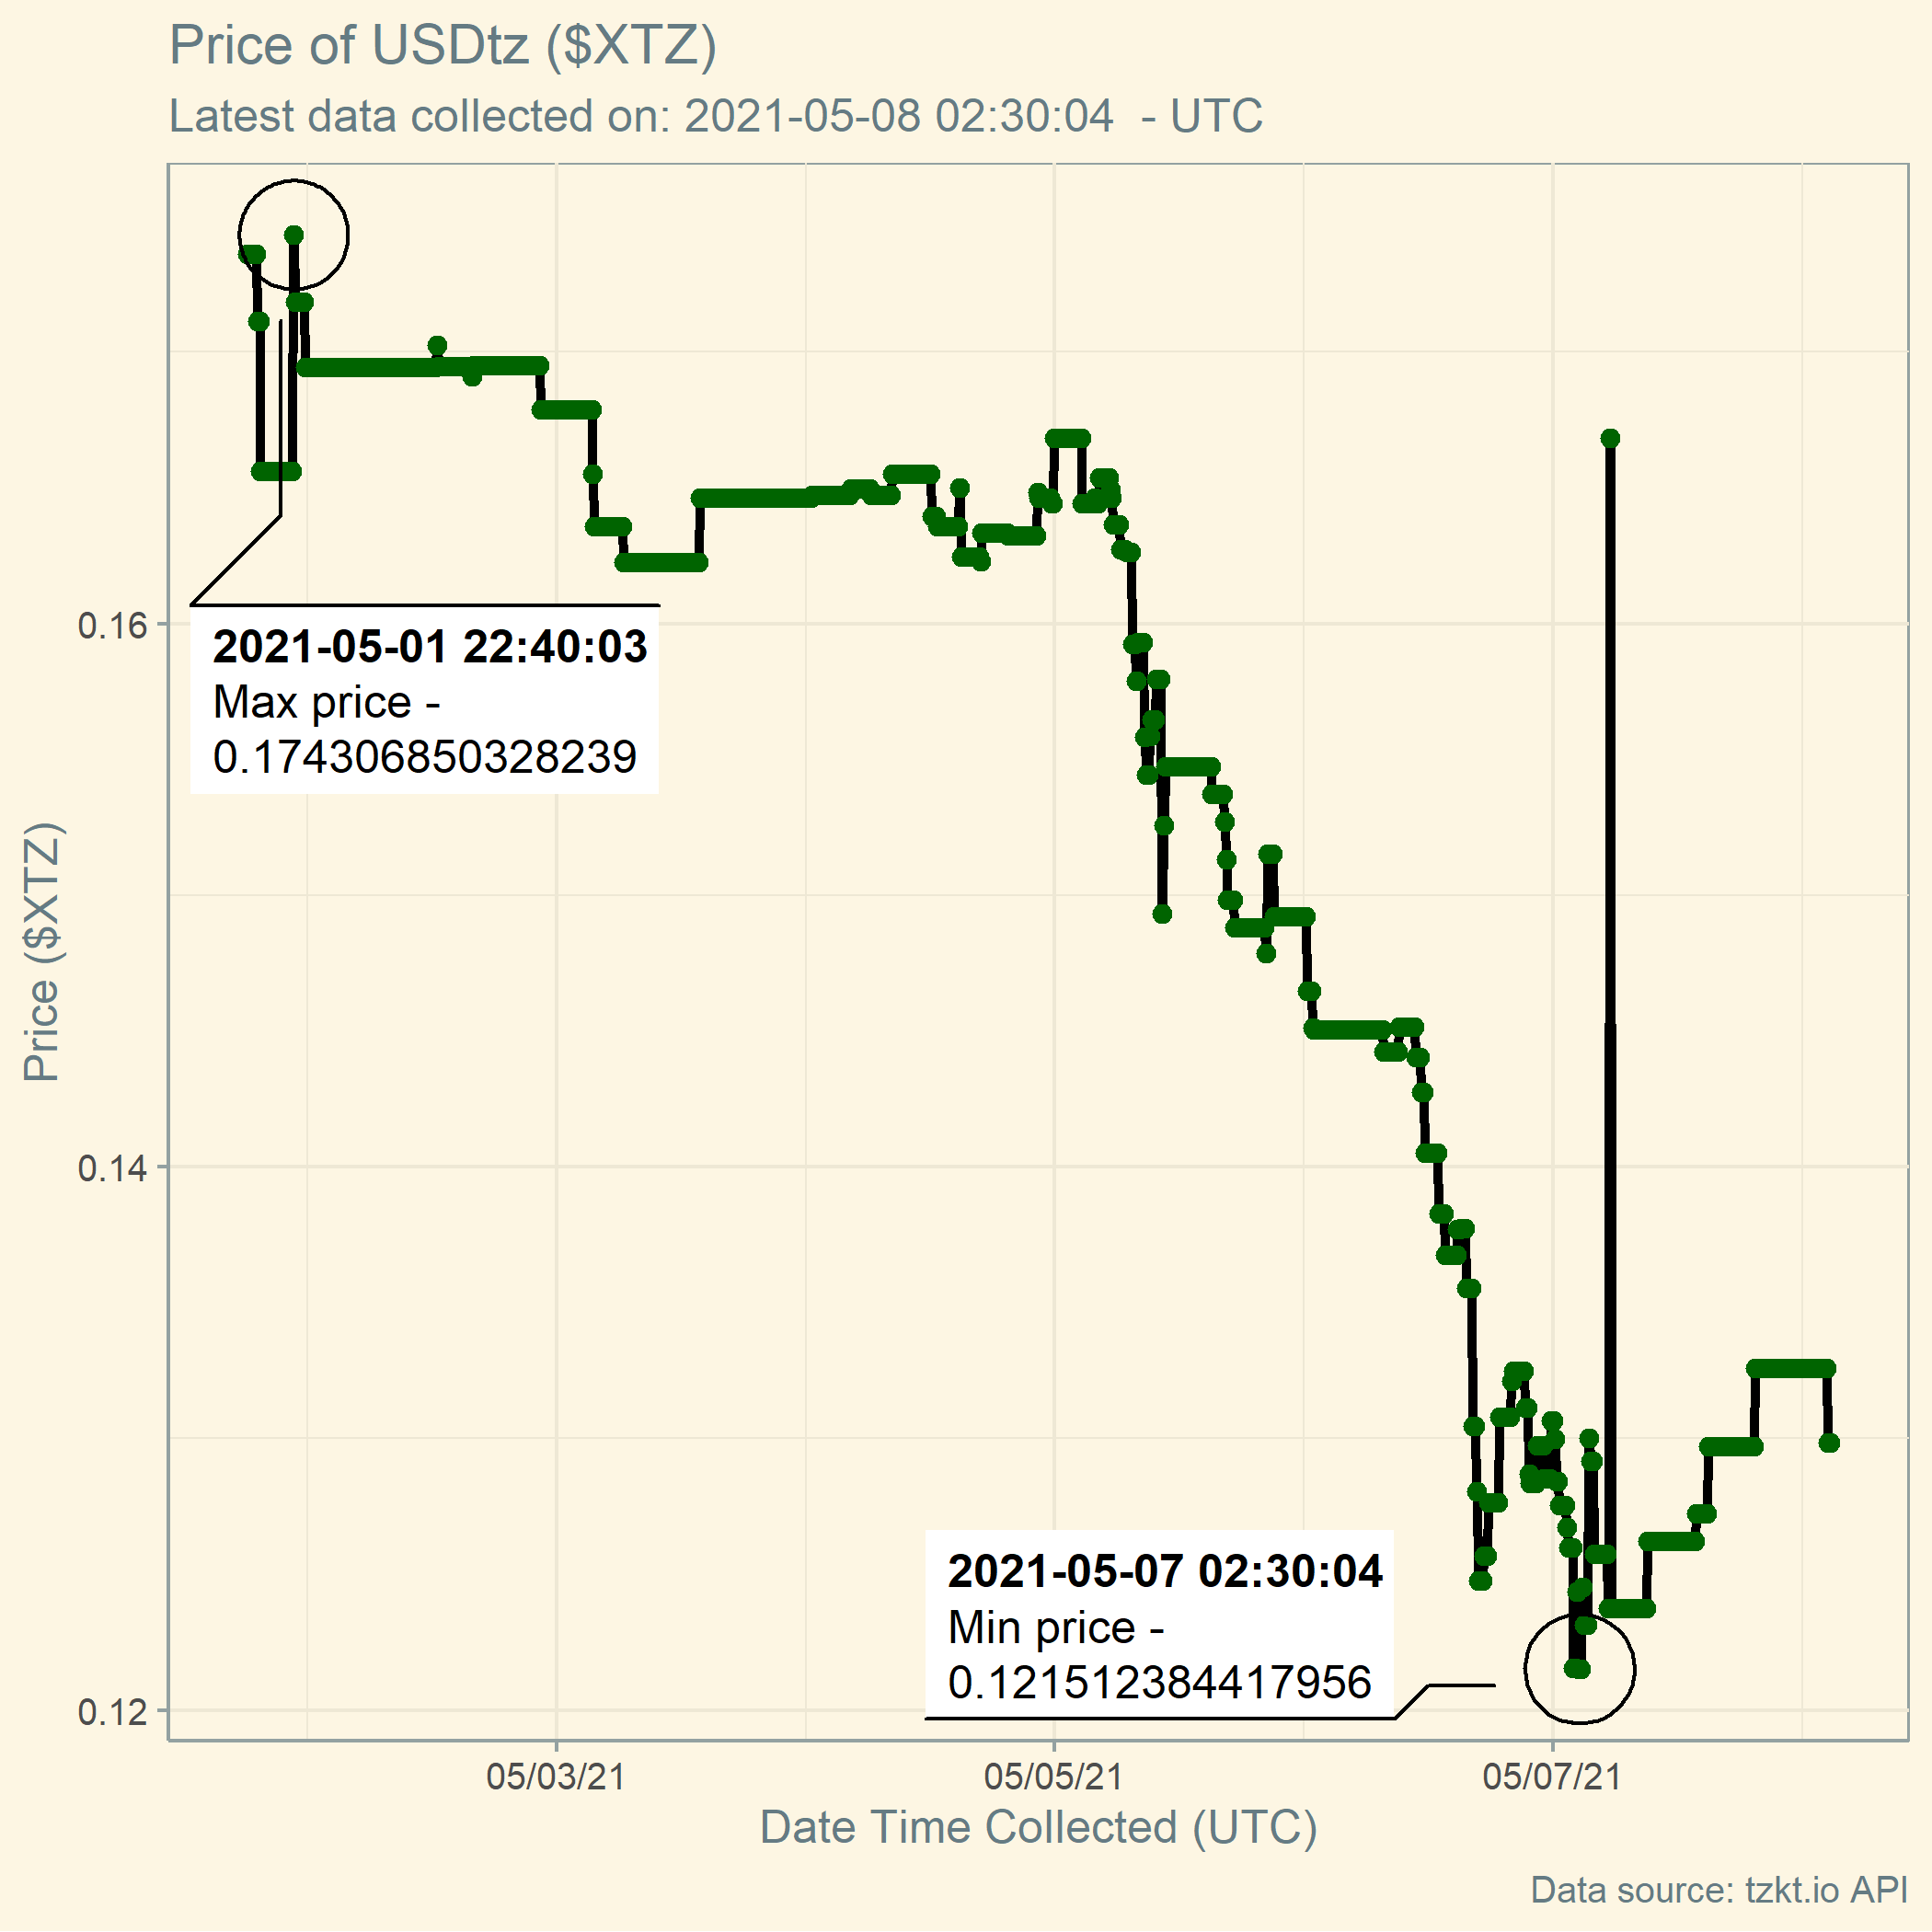 Price of USDtz ($XTZ)
Latest data collected on: 2021-05-08 02:30:04  - UTC
Price ($XTZ)
0.16
0.14
0.12
2021-05-01 22:40:03
Max price -
0.174306850328239
2021-05-07 02:30:04
Min price -
0.121512384417956
05/03/21
05/05/21
05/07/21
Date Time Collected (UTC)
Data source: tzkt.io API